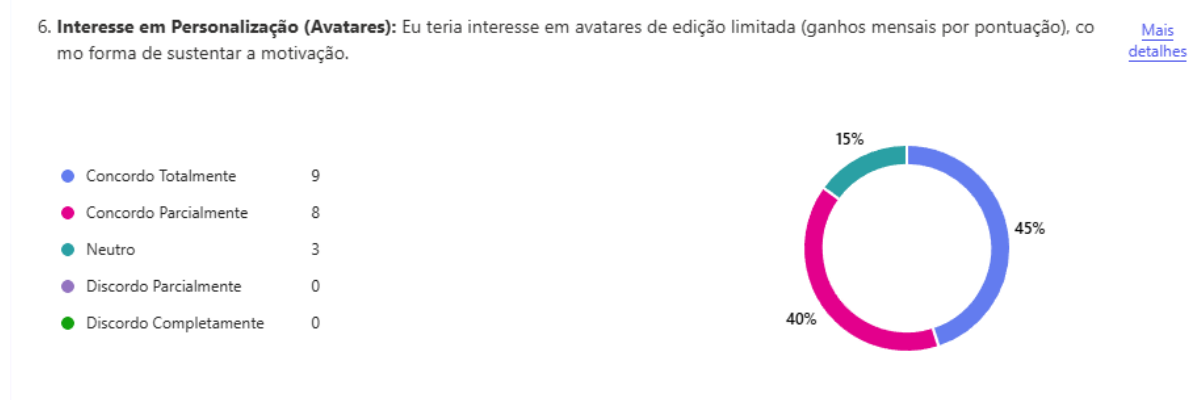 6. Interesse em Personalização (Avatares): Eu teria interesse em avatares de edição limitada (ganhos mensais por pontuação), co
mo forma de sustentar a motivação.
Mais
detalhes
Concordo Totalmente 9
Concordo Parcialmente 8
Neutro 3
Discordo Parcialmente 0
Discordo Completamente 0
15%
45%
40%